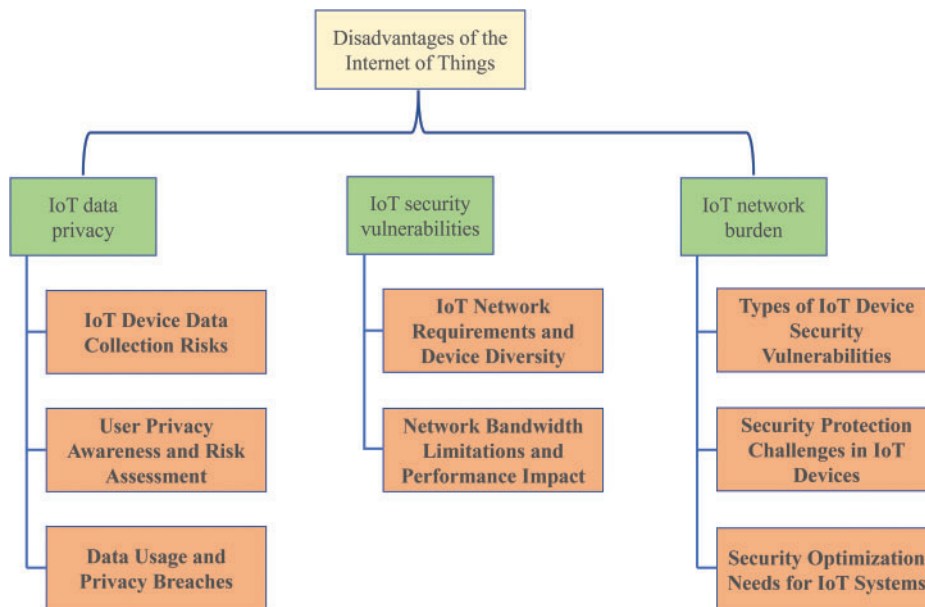 Disadvantages of the
Internet of Things
IoT data
privacy
IoT Device Data
Collection Risks
User Privacy
Awareness and Risk
Assessment
Data Usage and
Privacy Breaches
IoT security
vulnerabilities
IoT Network
Requirements and
Device Diversity
Network Bandwidth
Limitations and
Performance Impact
IoT network
burden
Types of IoT Device
Security
Vulnerabilities
Security Protection
Challenges in IoT
Devices
Security Optimization
Needs for IoT Systems